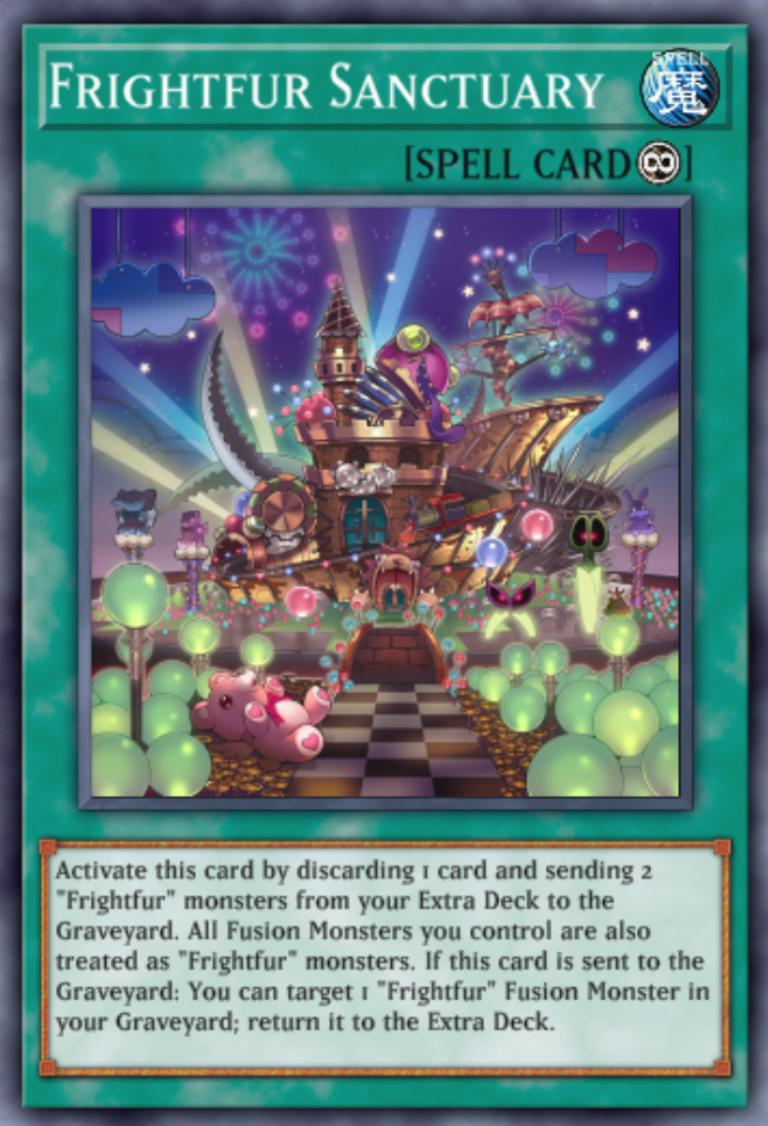 FRIGHTFUR SANCTUARY
SPELL
魔
[SPELL CARD∞]
Activate this card by discarding 1 card and sending 2
"Frightfur" monsters from your Extra Deck to the
Graveyard. All Fusion Monsters you control are also
treated as "Frightfur" monsters. If this card is sent to the
Graveyard: You can target 1 "Frightfur" Fusion Monster in
your Graveyard; return it to the Extra Deck.